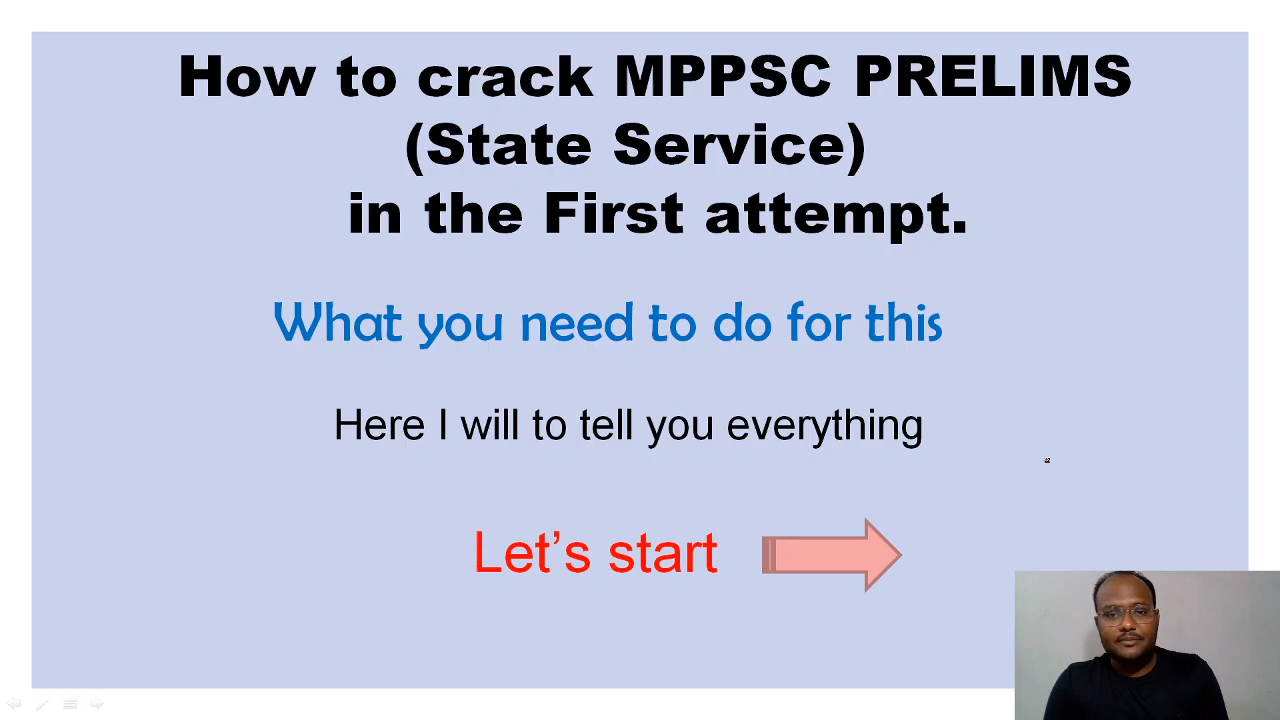 How to crack MPPSC PRELIMS
(State Service)
in the First attempt.
What you need to do for this
Here I will to tell you everything
Let’s start